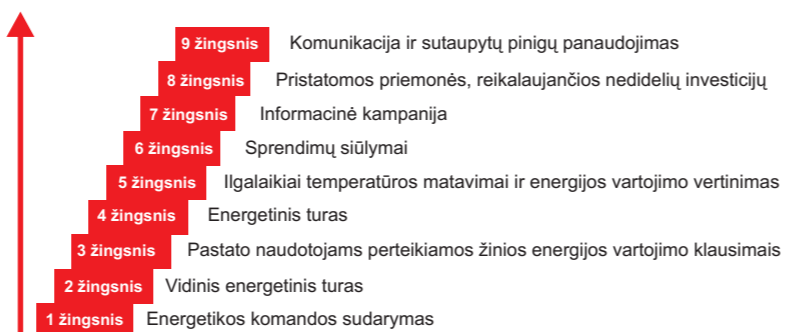 9 žingsnis Komunikacija ir sutaupytų pinigų panaudojimas
8 žingsnis Pristatomos priemonės, reikalaujančios nedidelių investicijų
7 žingsnis Informacinė kampanija
6 žingsnis Sprendimų siūlymai
5 žingsnis Ilgalaikiai temperatūros matavimai ir energijos vartojimo vertinimas
4 žingsnis Energetinis turas
3 žingsnis Pastato naudotojams perteikiamos žinios energijos vartojimo klausimais
2 žingsnis Vidinis energetinis turas
1 žingsnis Energetikos komandos sudarymas